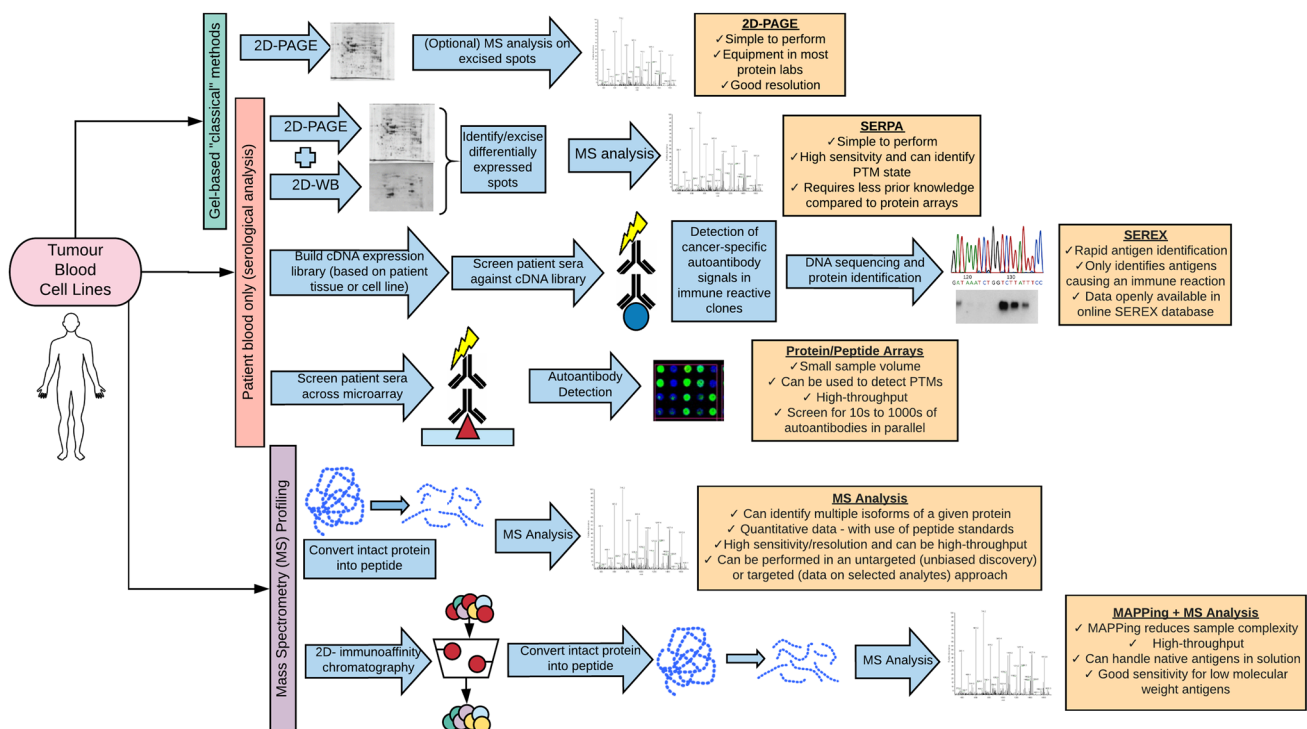 Tumour
Blood
Cell Lines
Gel-based "classical" methods
2D-PAGE
(Optional) MS analysis on
excised spots
2D-PAGE
✓Simple to perform
✓Equipment in most
protein labs
✓Good resolution
Patient blood only (serological analysis)
2D-PAGE
2D-WB
Identify/excise
differentially
expressed
spots
MS analysis
SERPA
✓Simple to perform
✓High sensitivity and can identify
PTM state
✓ Requires less prior knowledge
compared to protein arrays
Build cDNA expression
library (based on patient
tissue or cell line)
Screen patient sera
against cDNA library
Detection of
cancer-specific
autoantibody
signals in
immune reactive
clones
DNA sequencing and
protein identification
120 130
GAT AAAT CT GGT CTT AT TT CC
SEREX
✓Rapid antigen identification
✓Only identifies antigens
causing an immune reaction
✓ Data openly available in
online SEREX database
Screen patient sera
across microarray
Autoantibody
Detection
Protein/Peptide Arrays
✓Small sample volume
✓ Can be used to detect PTMs
✓ High-throughput
✓ Screen for 10s to 1000s of
autoantibodies in parallel
Mass Spectrometry (MS) Profiling
Convert intact protein
into peptide
MS Analysis
MS Analysis
✓ Can identify multiple isoforms of a given protein
✓ Quantitative data - with use of peptide standards
✓High sensitivity/resolution and can be high-throughput
✓ Can be performed in an untargeted (unbiased discovery)
or targeted (data on selected analytes) approach
2D- immunoaffinity
chromatography
Convert intact protein
into peptide
MS Analysis
MAPPing + MS Analysis
✓ MAPPing reduces sample complexity
✓ High-throughput
✓ Can handle native antigens in solution
✓ Good sensitivity for low molecular
weight antigens